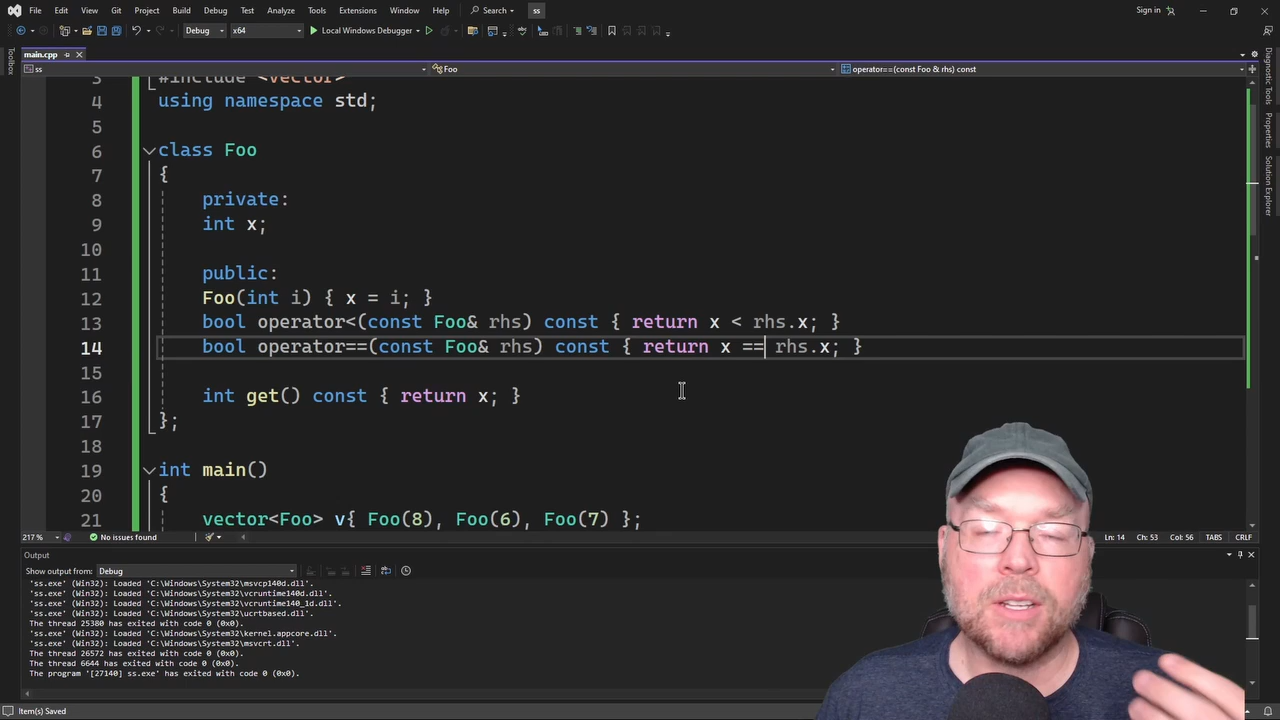 File Edit View Git Project Build Debug Test Analyze Tools Extensions Window Help Search ss Sign in
Debug x64 Local Windows Debugger
main.cpp
ss Foo operator==(const Foo & rhs) const
3 #include <vector>
4 using namespace std;
5
6 class Foo
7 {
8 private:
9 int x;
10
11 public:
12 Foo(int i) { x = i; }
13 bool operator<(const Foo& rhs) const { return x < rhs.x; }
14 bool operator==(const Foo& rhs) const { return x == rhs.x; }
15
16 int get() const { return x; }
17 };
18
19 int main()
20 {
21 vector<Foo> v{ Foo(8), Foo(6), Foo(7) };
217 % No issues found Ln: 14 Ch: 53 Col: 56 TABS CRLF
Output
Show output from: Debug
'ss.exe' (Win32): Loaded 'C:\Windows\System32\msvcp140d.dll'.
'ss.exe' (Win32): Loaded 'C:\Windows\System32\vcruntime140d.dll'.
'ss.exe' (Win32): Loaded 'C:\Windows\System32\vcruntime140_1d.dll'.
'ss.exe' (Win32): Loaded 'C:\Windows\System32\ucrtbased.dll'.
The thread 25380 has exited with code 0 (0x0).
'ss.exe' (Win32): Loaded 'C:\Windows\System32\kernel.appcore.dll'.
'ss.exe' (Win32): Loaded 'C:\Windows\System32\msvcrt.dll'.
The thread 26572 has exited with code 0 (0x0).
The thread 6644 has exited with code 0 (0x0).
The program '[27140] ss.exe' has exited with code 0 (0x0).
Item(s) Saved
Toolbox
Diagnostic Tools
Properties
Solution Explorer